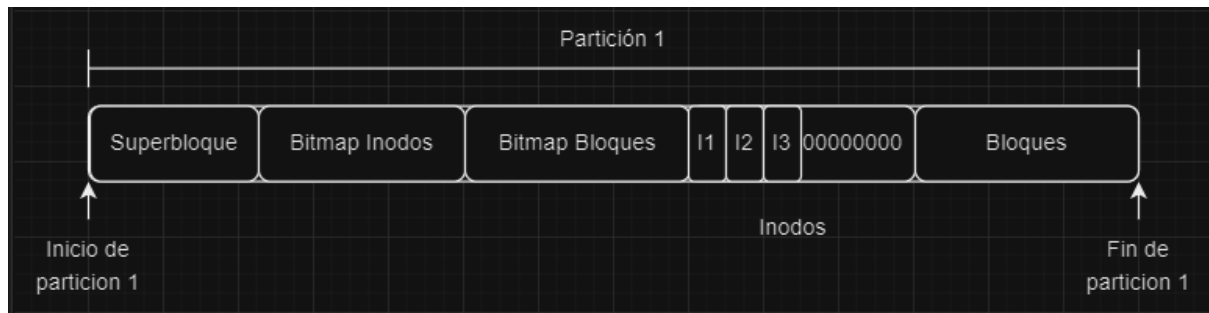 Partición 1
Superbloque Bitmap Inodos Bitmap Bloques I1 I2 I3 00000000 Bloques
Inodos
Inicio de
particion 1
Fin de
particion 1